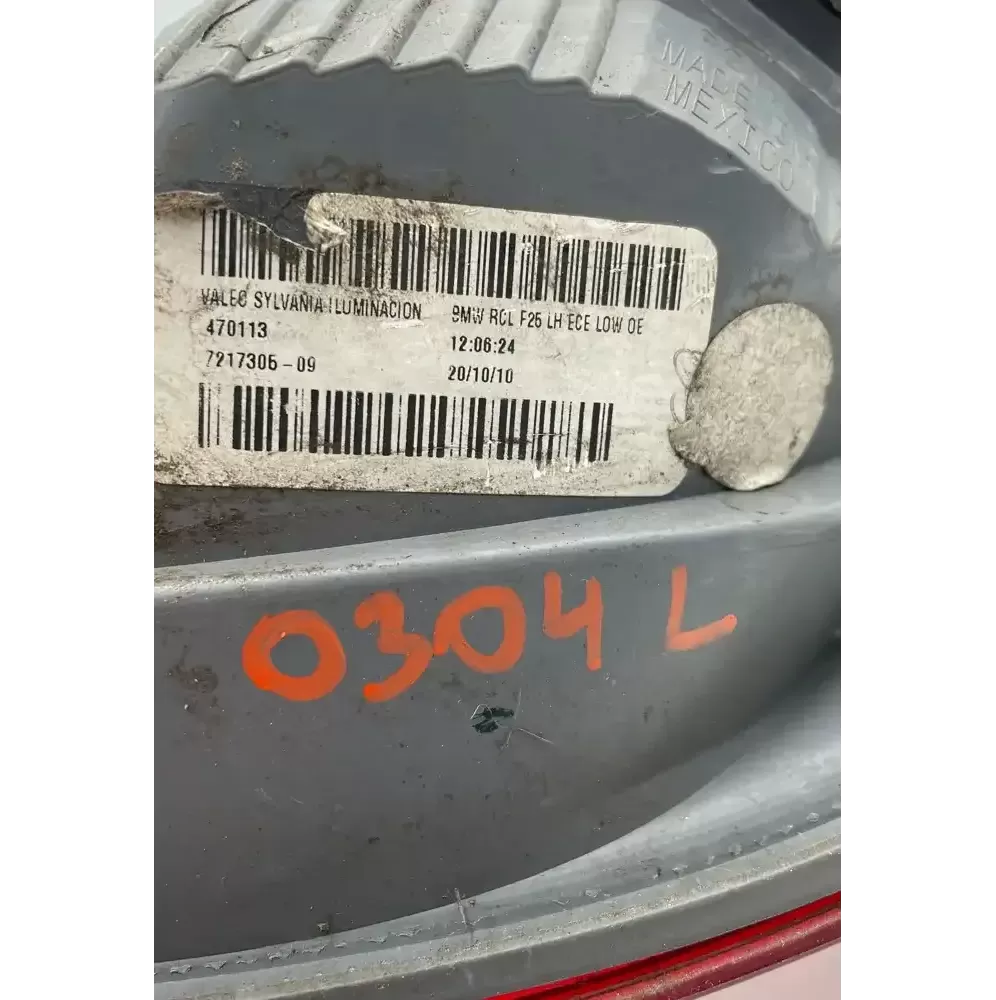 MADE IN
MEXICO
VALEO SYLVANIA ILUMINACION
BMW RCL F25 LH ECE LOW OE
470113
12:06:24
7217305-09
20/10/10
0304 L